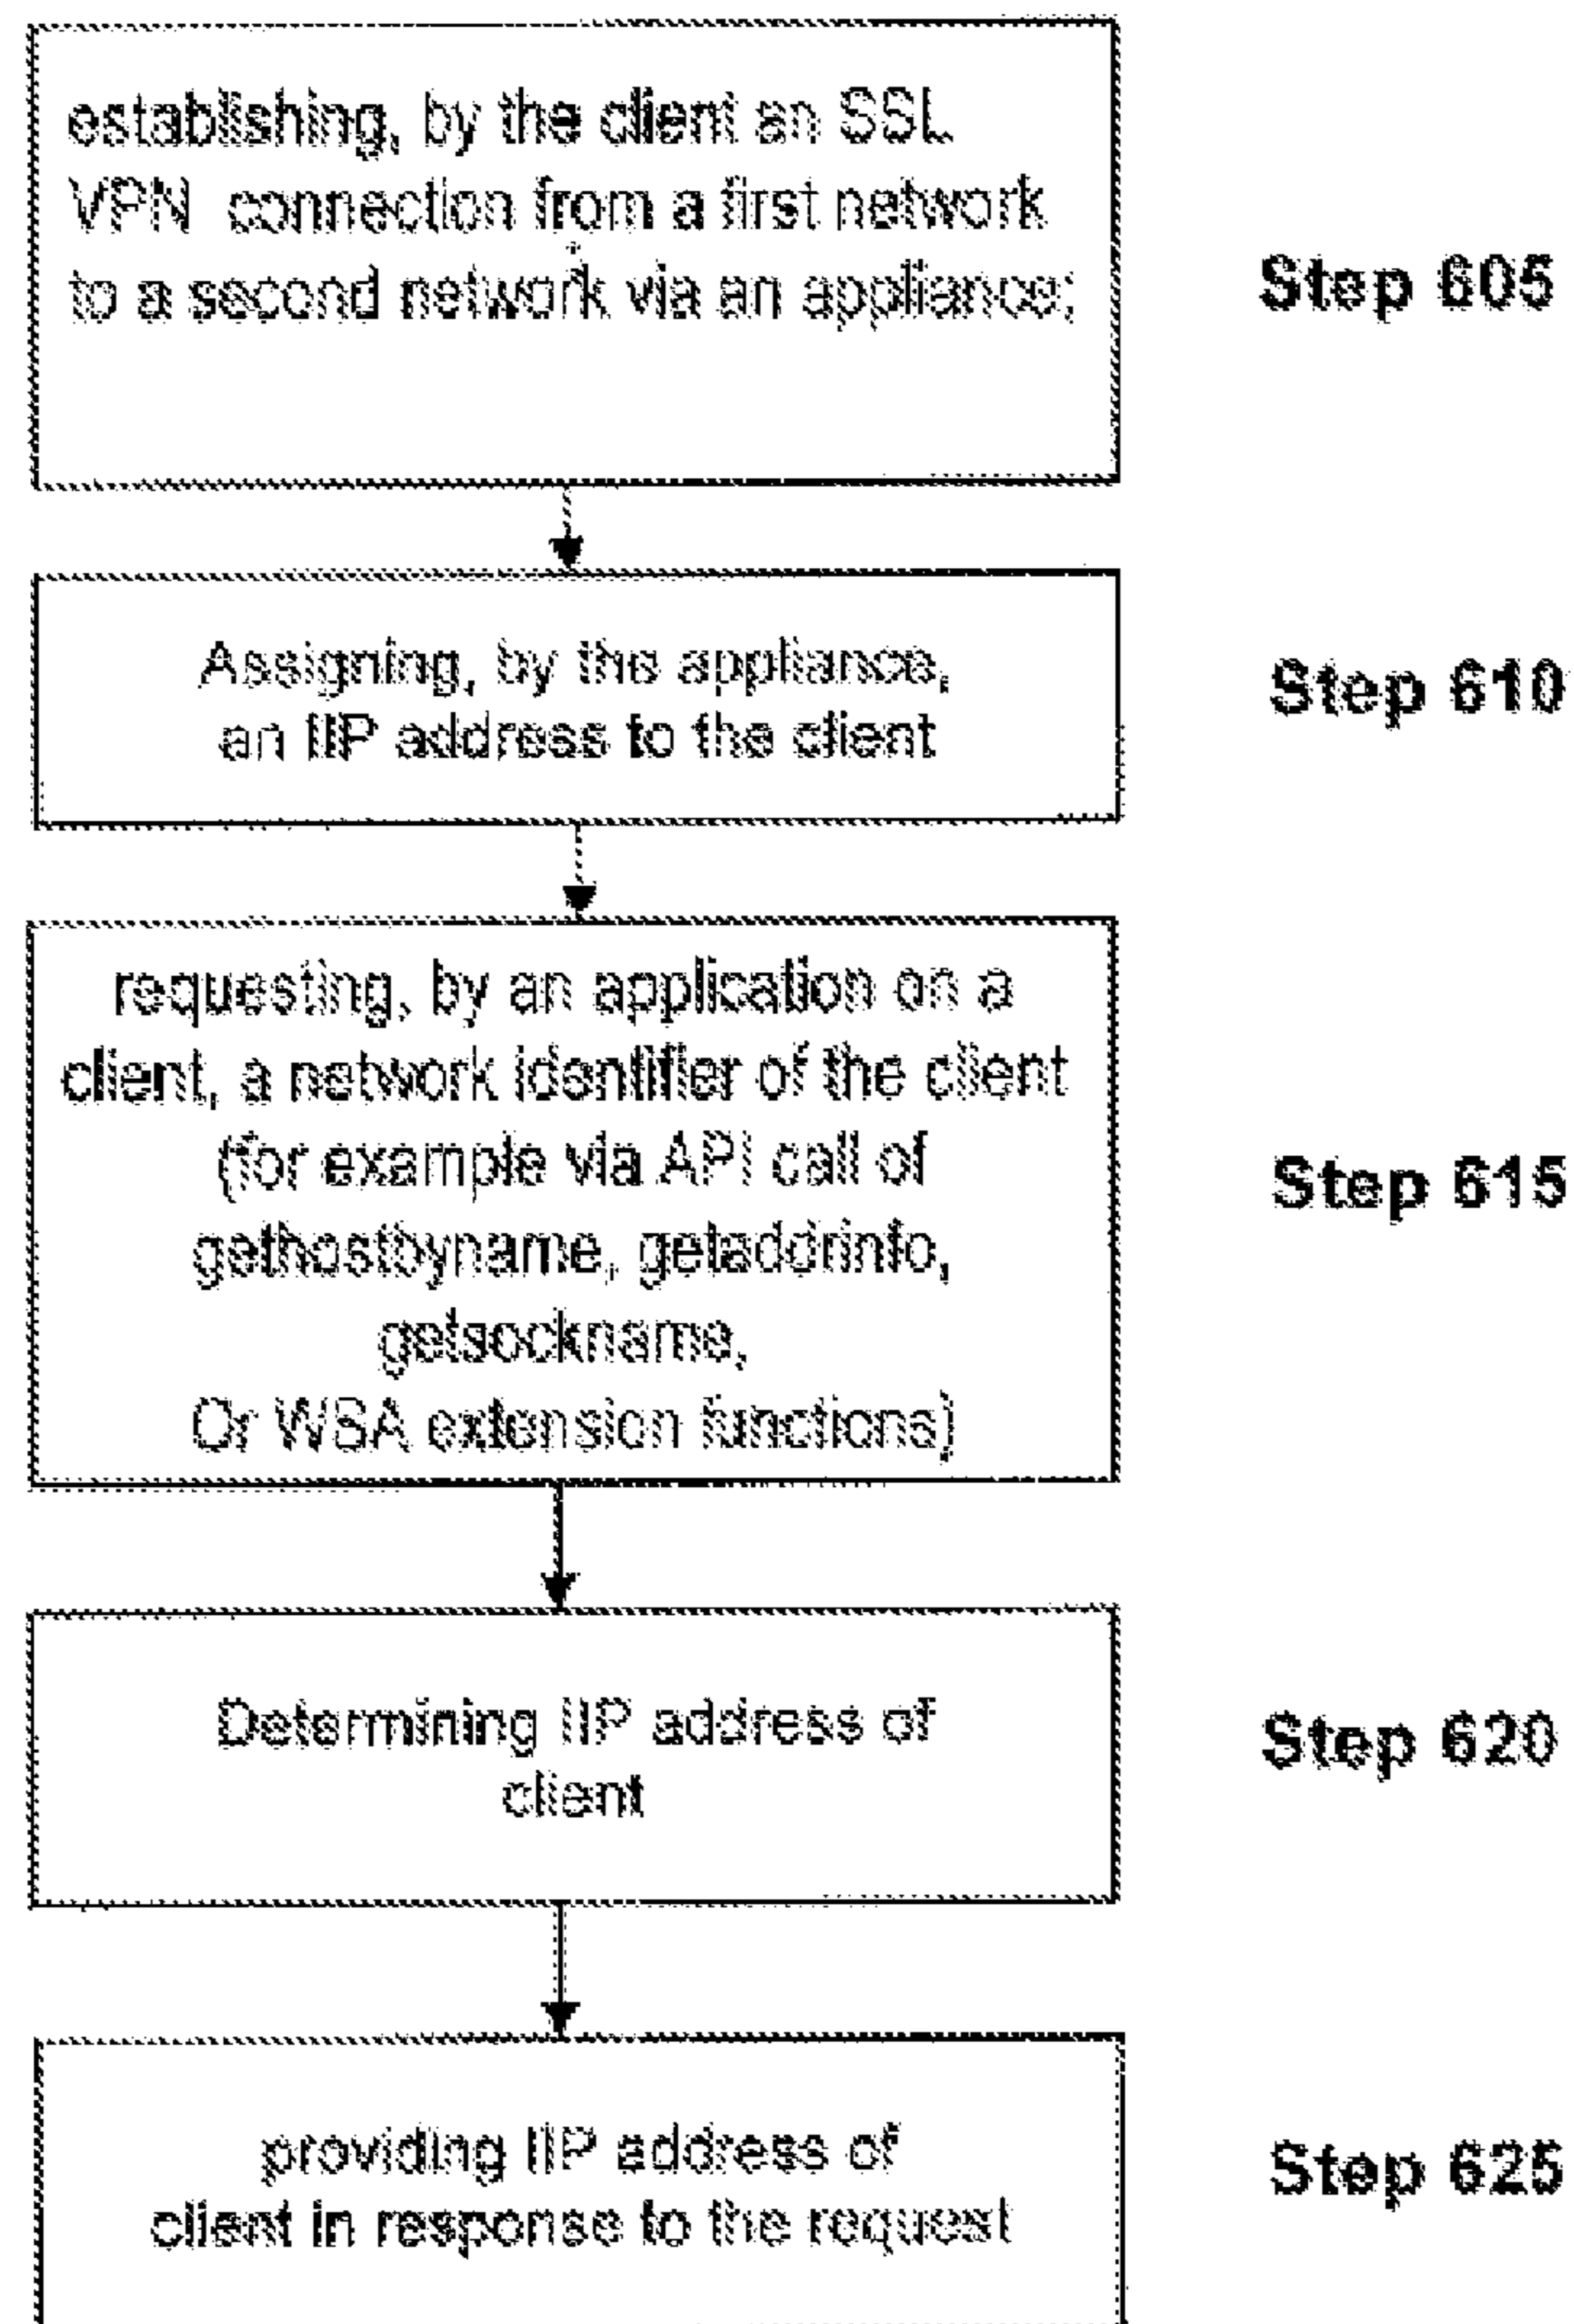 establishing, by the client an SSL
VPN connection from a first network
to a second network via an appliance;
Step 605
Assigning, by the appliance,
an IIP address to the client
Step 610
requesting, by an application on a
client, a network identifier of the client
(for example via API call of
gethostbyname, getaddrinfo,
getsockname,
Or WSA extension functions)
Step 615
Determining IIP address of
client
Step 620
providing IIP address of
client in response to the request
Step 625